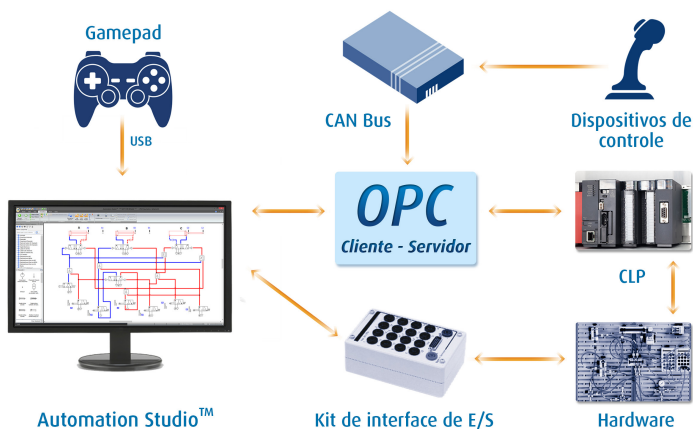 Gamepad
USB
CAN Bus
Dispositivos de
controle
OPC
Cliente - Servidor
CLP
Automation Studio™
Kit de interface de E/S
Hardware